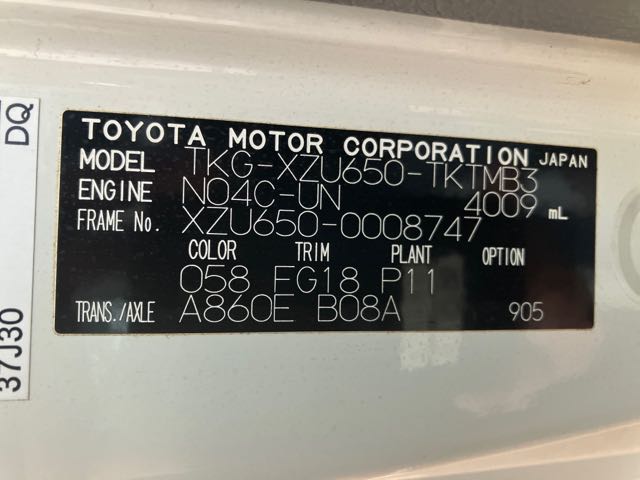 TOYOTA MOTOR CORPORATION JAPAN
MODEL TKG-XZU650-TKTMB3
ENGINE N04C-UN 4009 mL
FRAME No. XZU650-0008747
COLOR TRIM PLANT OPTION
058 FG18 P11
TRANS./AXLE A860E B08A 905
DQ
37J30